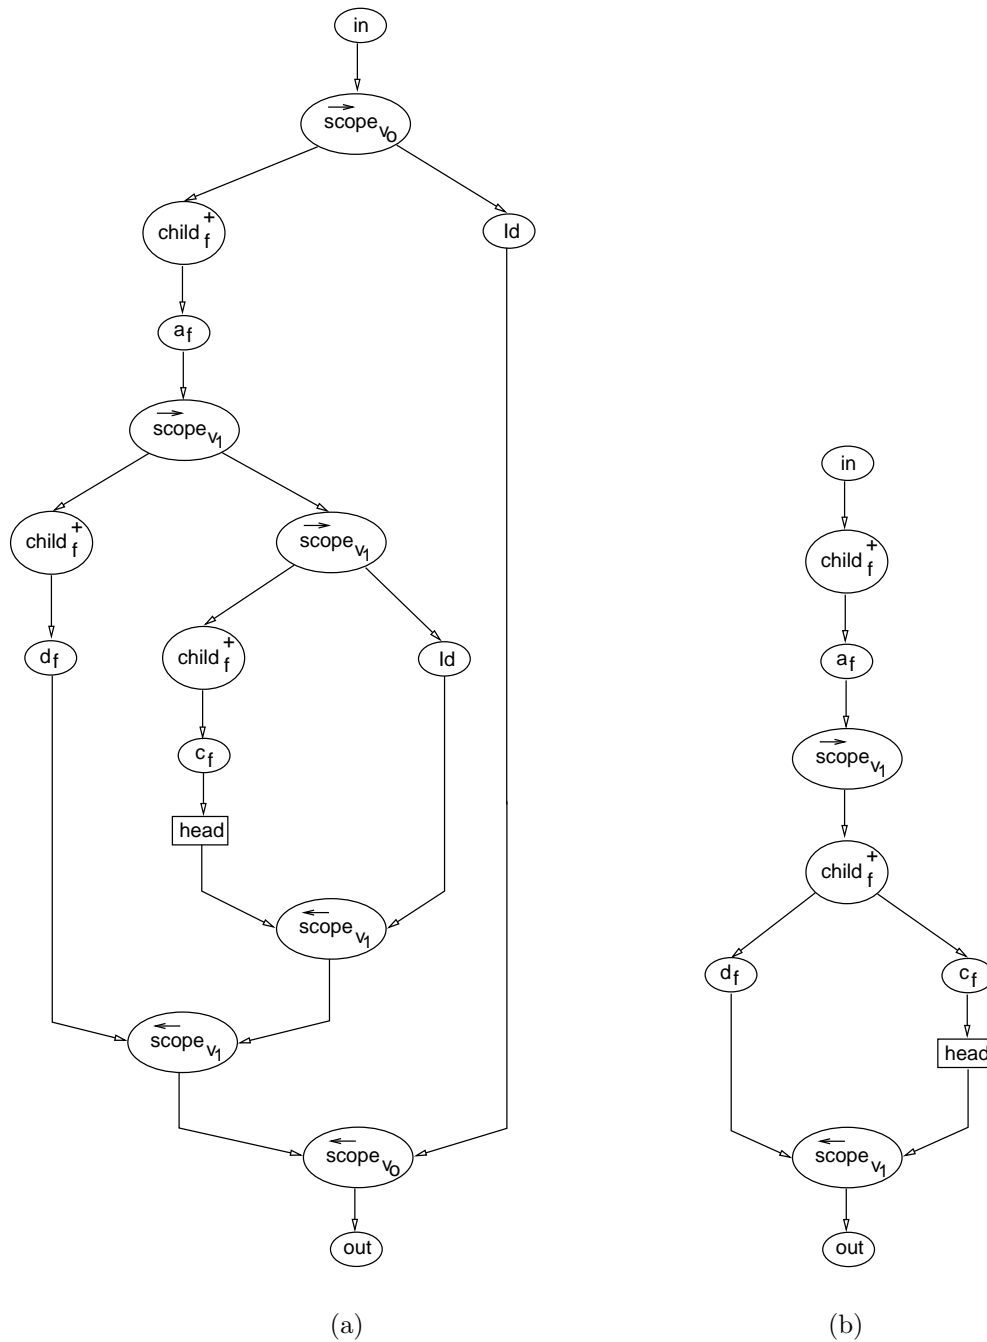 in
scope v0
child + f
Id
a f
scope v1
child + f
scope v1
d f
child + f
Id
c f
head
scope v1
scope v1
scope v0
out
(a)
in
child + f
a f
scope v1
child + f
d f
c f
head
scope v1
out
(b)